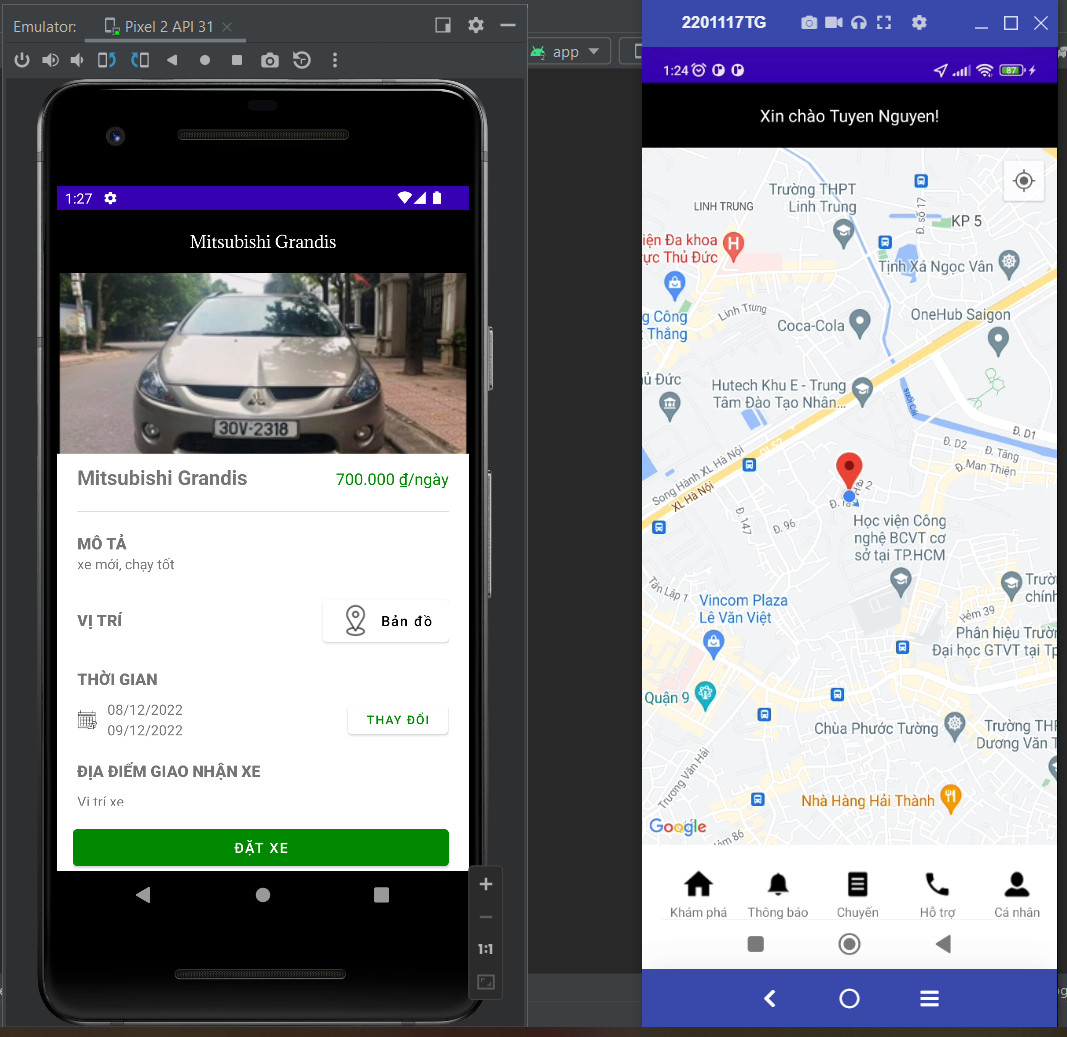 Emulator:
Pixel 2 API 31
1:27
Mitsubishi Grandis
30V-2318
Mitsubishi Grandis
700.000 ₫/ngày
MÔ TẢ
xe mới, chạy tốt
VỊ TRÍ
Bản đồ
THỜI GIAN
08/12/2022
09/12/2022
THAY ĐỔI
ĐỊA ĐIỂM GIAO NHẬN XE
Vị trí xe
ĐẶT XE
1:1
app
2201117TG
1:24
87
Xin chào Tuyen Nguyen!
Trường THPT
Linh Trung
LINH TRUNG
Đ. số 17
KP 5
iện Đa khoa
ực Thủ Đức
Tịnh Xá Ngọc Vân
Linh Trung
g Công
Thắng
Coca-Cola
OneHub Saigon
ủ Đức
Hutech Khu E - Trung
Tâm Đào Tạo Nhân...
suối Cái
Đ. D1
Đ. D2
Đ. Tăng
Đ. Man Thiện
QL52
Song Hành XL Hà Nội
XL Hà Nội
Đ. 147
Đ. 96
Học viện Công
nghệ BCVT cơ
sở tại TP.HCM
Tân Lập 1
Trườ
chính
Vincom Plaza
Lê Văn Việt
Hẻm 39
Phân hiệu Trườ
Đại học GTVT tại Tp
Quận 9
Chùa Phước Tường
Trường THP
Dương Văn T
Trương Văn Hải
Nhà Hàng Hải Thành
Google
Hẻm 86
Khám phá
Thông báo
Chuyến
Hỗ trợ
Cá nhân